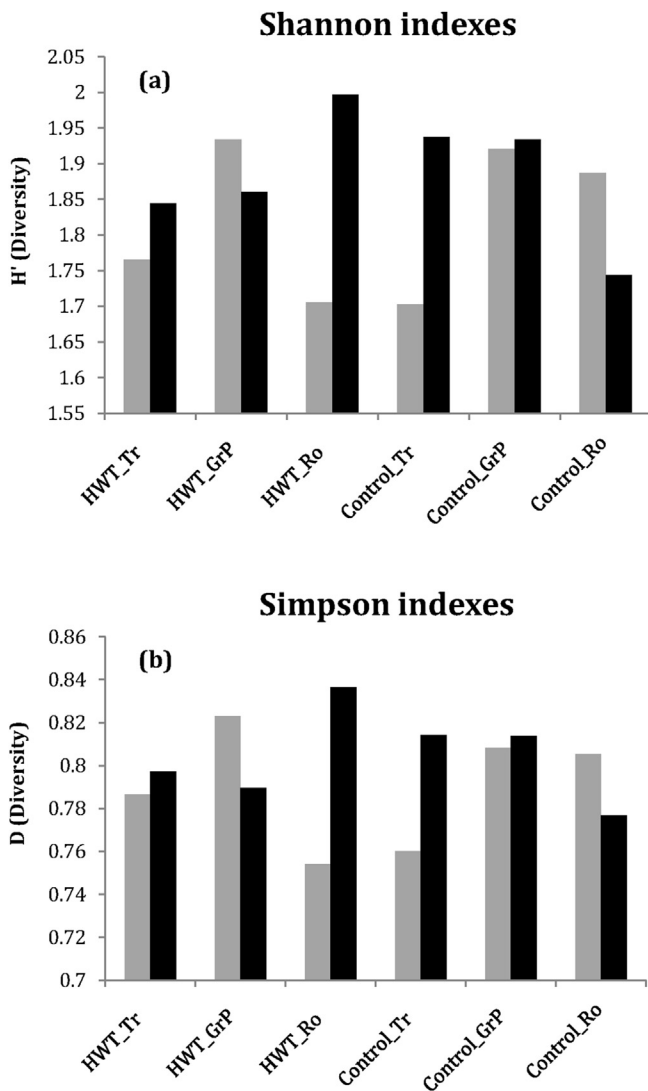 Shannon indexes
(a)
H' (Diversity)
2.05
2
1.95
1.9
1.85
1.8
1.75
1.7
1.65
1.6
1.55
HWT_Tr
HWT_GrP
HWT_Ro
Control_Tr
Control_GrP
Control_Ro
Simpson indexes
(b)
D (Diversity)
0.86
0.84
0.82
0.8
0.78
0.76
0.74
0.72
0.7
HWT_Tr
HWT_GrP
HWT_Ro
Control_Tr
Control_GrP
Control_Ro